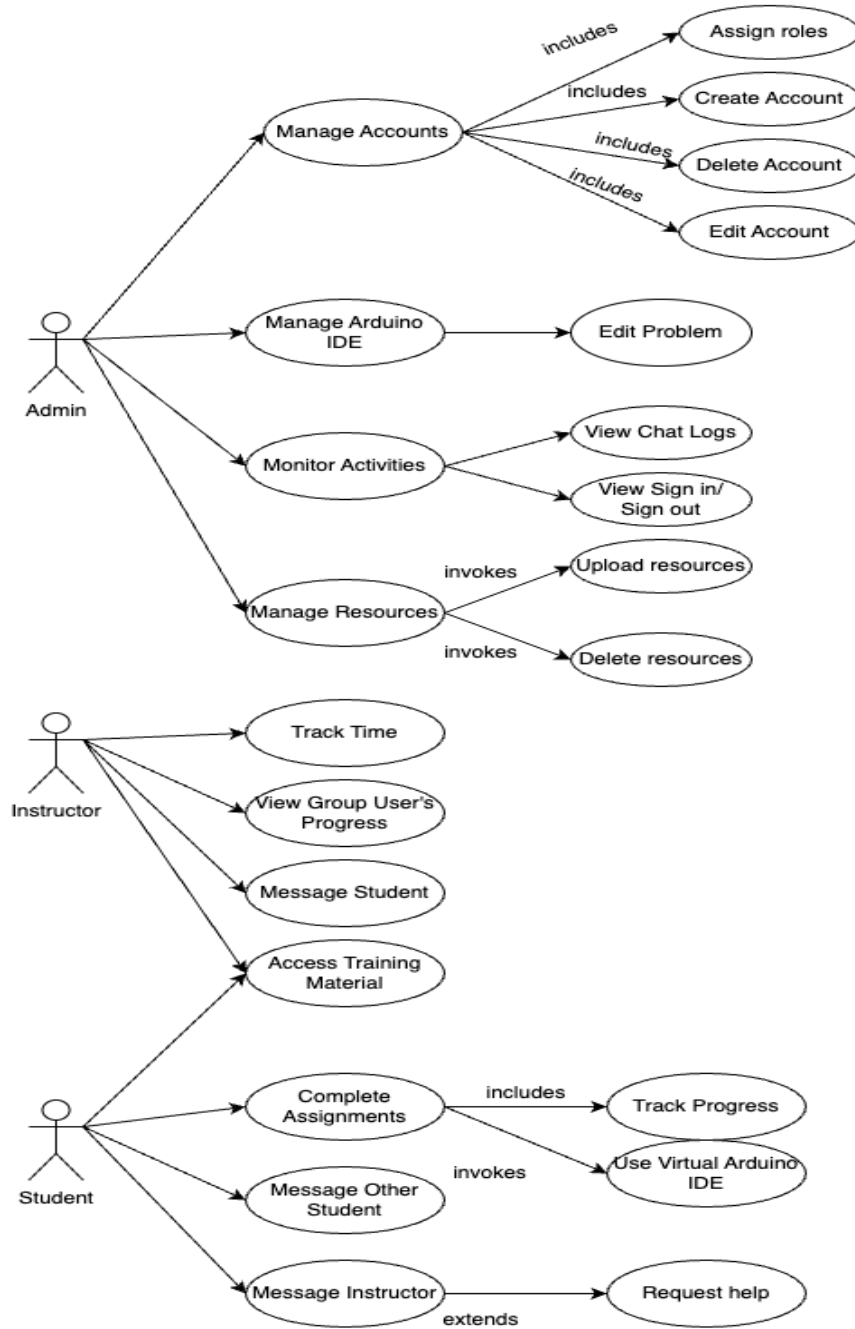 includes
Assign roles
includes
Create Account
Manage Accounts
includes
Delete Account
includes
Edit Account
Manage Arduino
IDE
Edit Problem
Admin
View Chat Logs
Monitor Activities
View Sign in/
Sign out
invokes
Upload resources
Manage Resources
invokes
Delete resources
Track Time
Instructor
View Group User's
Progress
Message Student
Access Training
Material
Complete
Assignments
includes
Track Progress
invokes
Use Virtual Arduino
IDE
Student
Message Other
Student
Message Instructor
extends
Request help